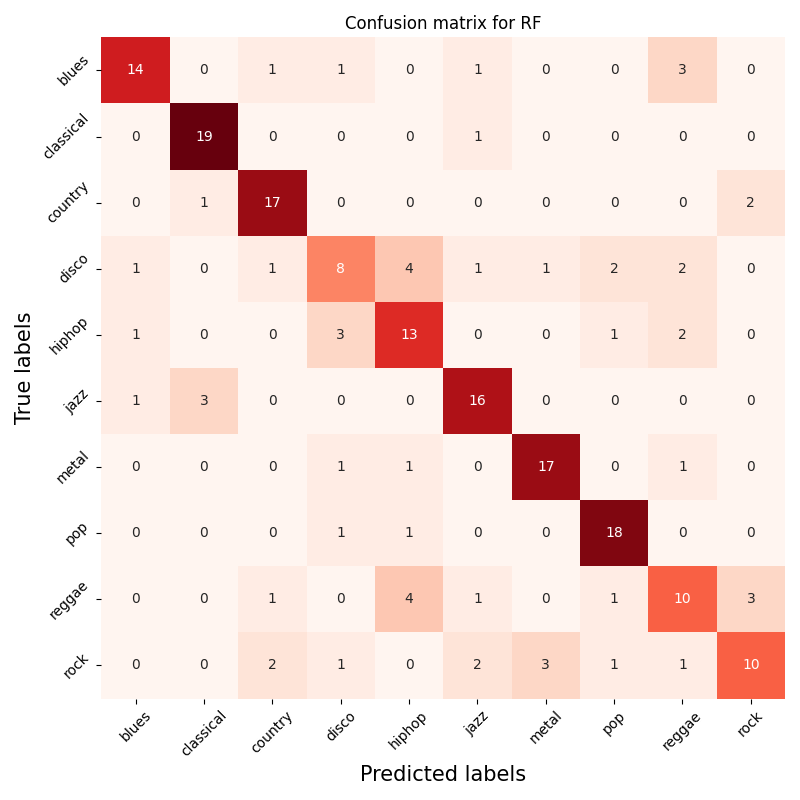 Confusion matrix for RF
True labels
blues 14 0 1 1 0 1 0 0 3 0
classical 0 19 0 0 0 1 0 0 0 0
country 0 1 17 0 0 0 0 0 0 2
disco 1 0 1 8 4 1 1 2 2 0
hiphop 1 0 0 3 13 0 0 1 2 0
jazz 1 3 0 0 0 16 0 0 0 0
metal 0 0 0 1 1 0 17 0 1 0
pop 0 0 0 1 1 0 0 18 0 0
reggae 0 0 1 0 4 1 0 1 10 3
rock 0 0 2 1 0 2 3 1 1 10
blues classical country disco hiphop jazz metal pop reggae rock
Predicted labels